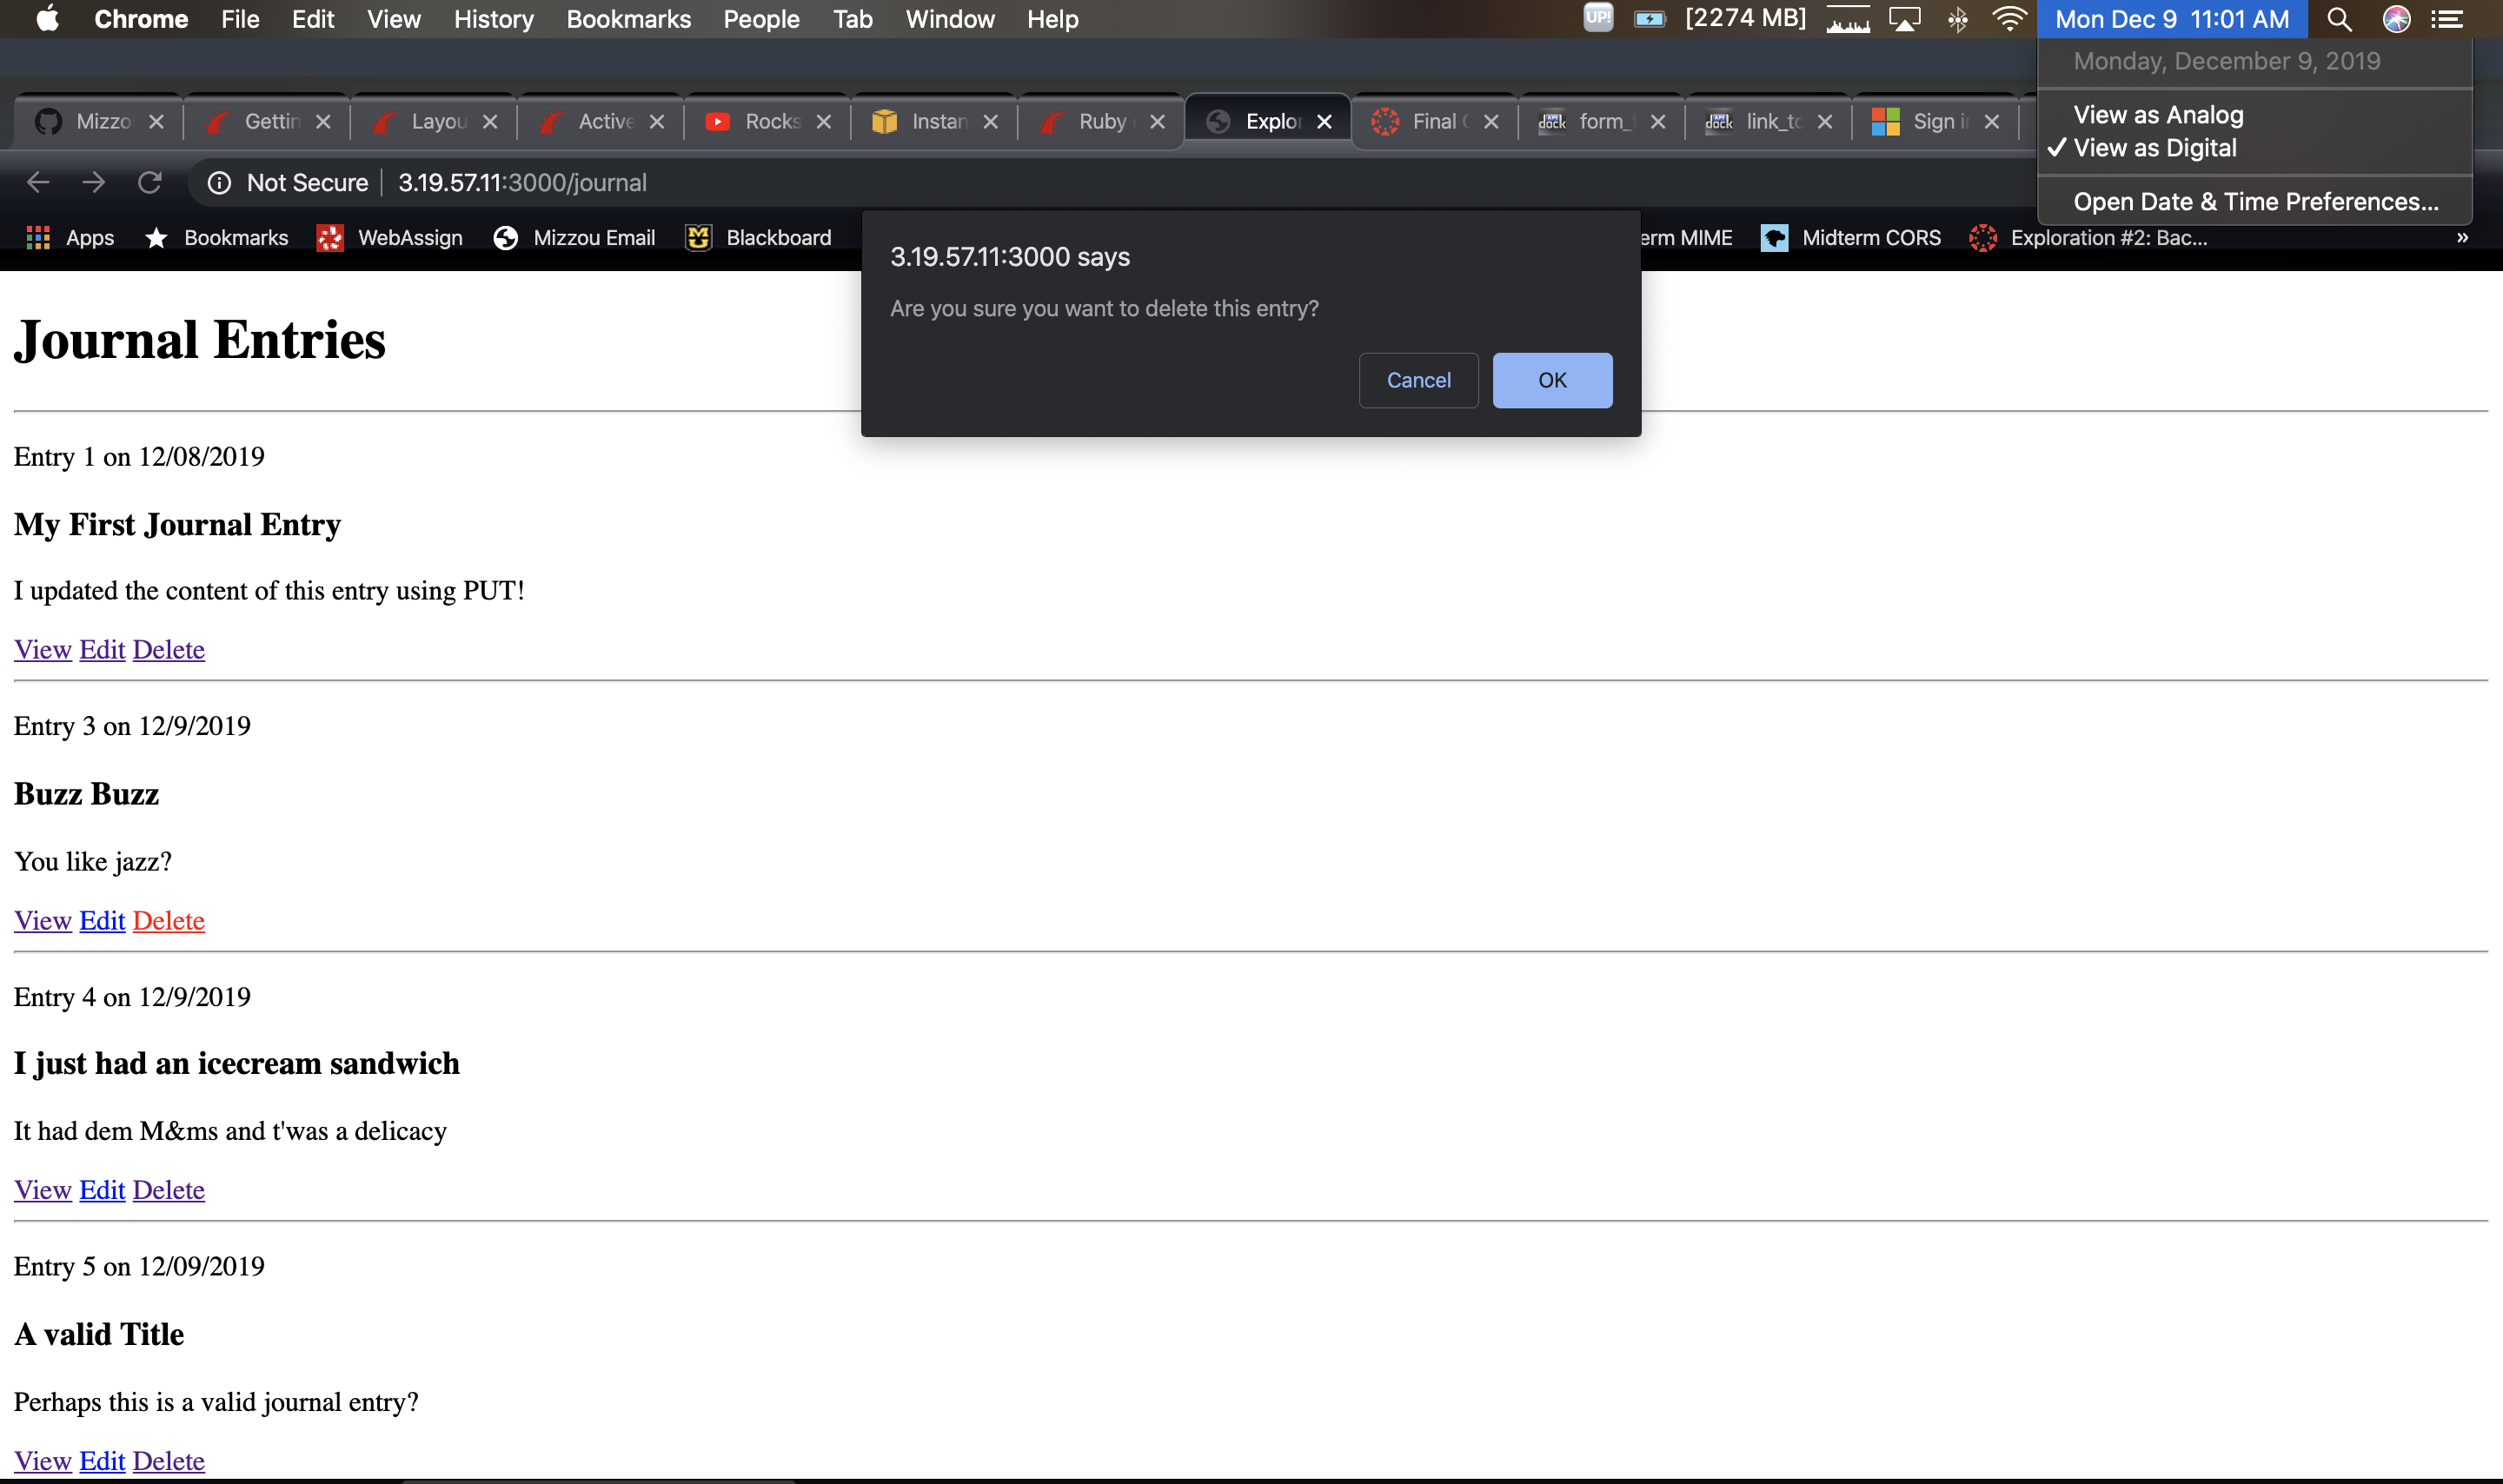 Chrome File Edit View History Bookmarks People Tab Window Help UP! [2274 MB] Mon Dec 9 11:01 AM
Monday, December 9, 2019
View as Analog
✓ View as Digital
Open Date & Time Preferences...
Mizzo Gettin Layou Active Rocks Instan Ruby Explor Final form_ link_to Sign in
Not Secure 3.19.57.11:3000/journal
Apps Bookmarks WebAssign Mizzou Email Blackboard erm MIME Midterm CORS Exploration #2: Bac... »
3.19.57.11:3000 says
Are you sure you want to delete this entry?
Cancel OK
Journal Entries
Entry 1 on 12/08/2019
My First Journal Entry
I updated the content of this entry using PUT!
View Edit Delete
Entry 3 on 12/9/2019
Buzz Buzz
You like jazz?
View Edit Delete
Entry 4 on 12/9/2019
I just had an icecream sandwich
It had dem M&ms and t'was a delicacy
View Edit Delete
Entry 5 on 12/09/2019
A valid Title
Perhaps this is a valid journal entry?
View Edit Delete